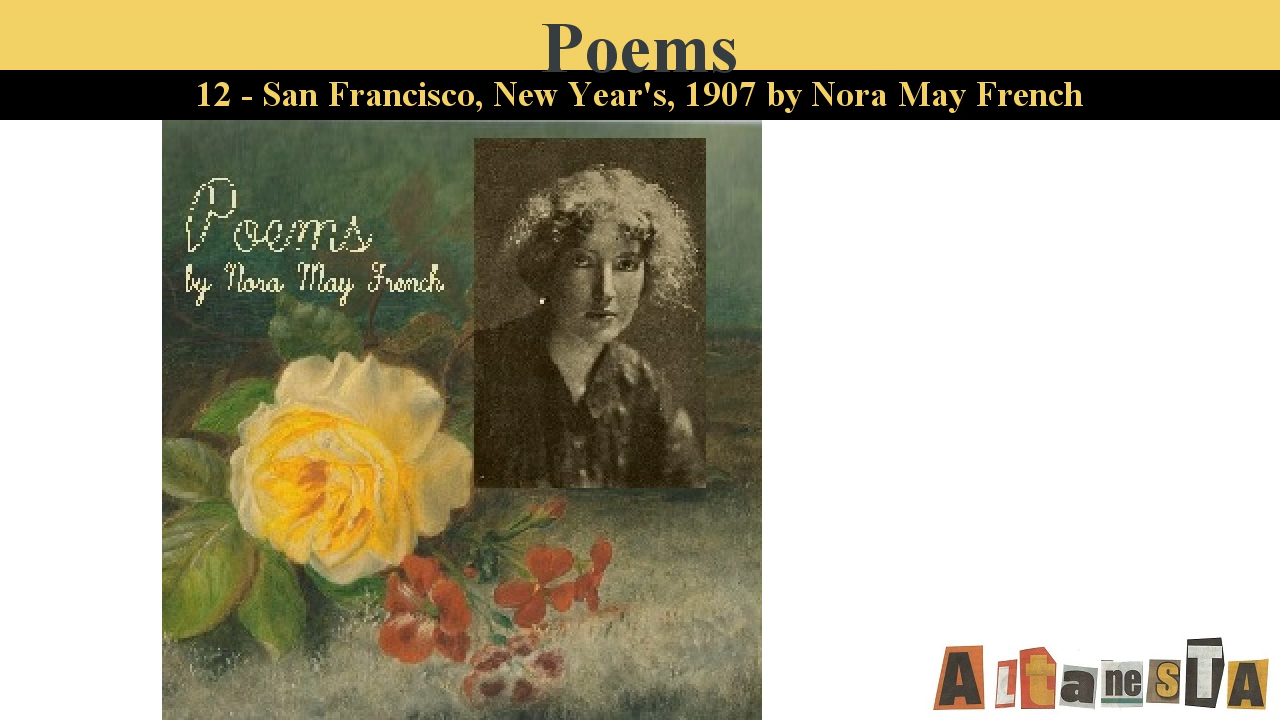 Poems
12 - San Francisco, New Year's, 1907 by Nora May French
Poems
by Nora May French
AltanesTA